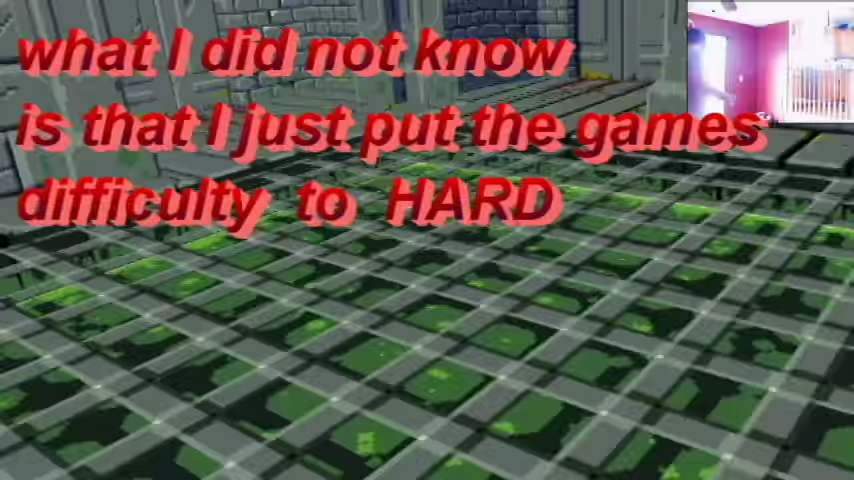 what I did not know
is that I just put the games
difficulty to HARD